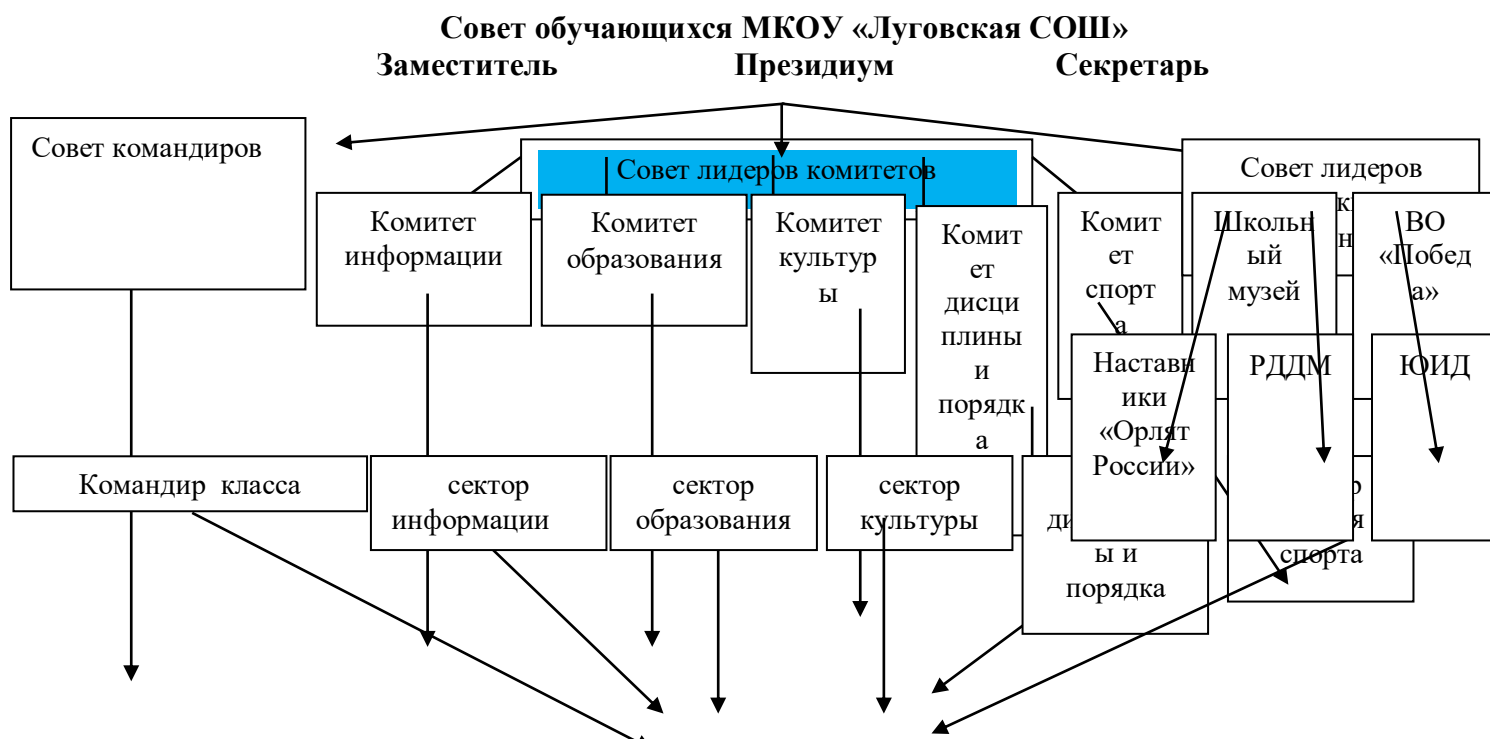 Совет обучающихся МКОУ «Луговская СОШ»
Заместитель Президиум Секретарь
Совет командиров
Совет лидеров комитетов
Совет лидеров
Комитет
информации
Комитет
образования
Комитет
культур
ы
Комит
ет
дисци
плины
и
порядк
а
Комит
ет
спорт
а
Школьн
ый
музей
ВО
«Побед
а»
Наставн
ики
«Орлят
России»
РДДМ
ЮИД
Командир класса
сектор
информации
сектор
образования
сектор
культуры
ы и
порядка
спорта